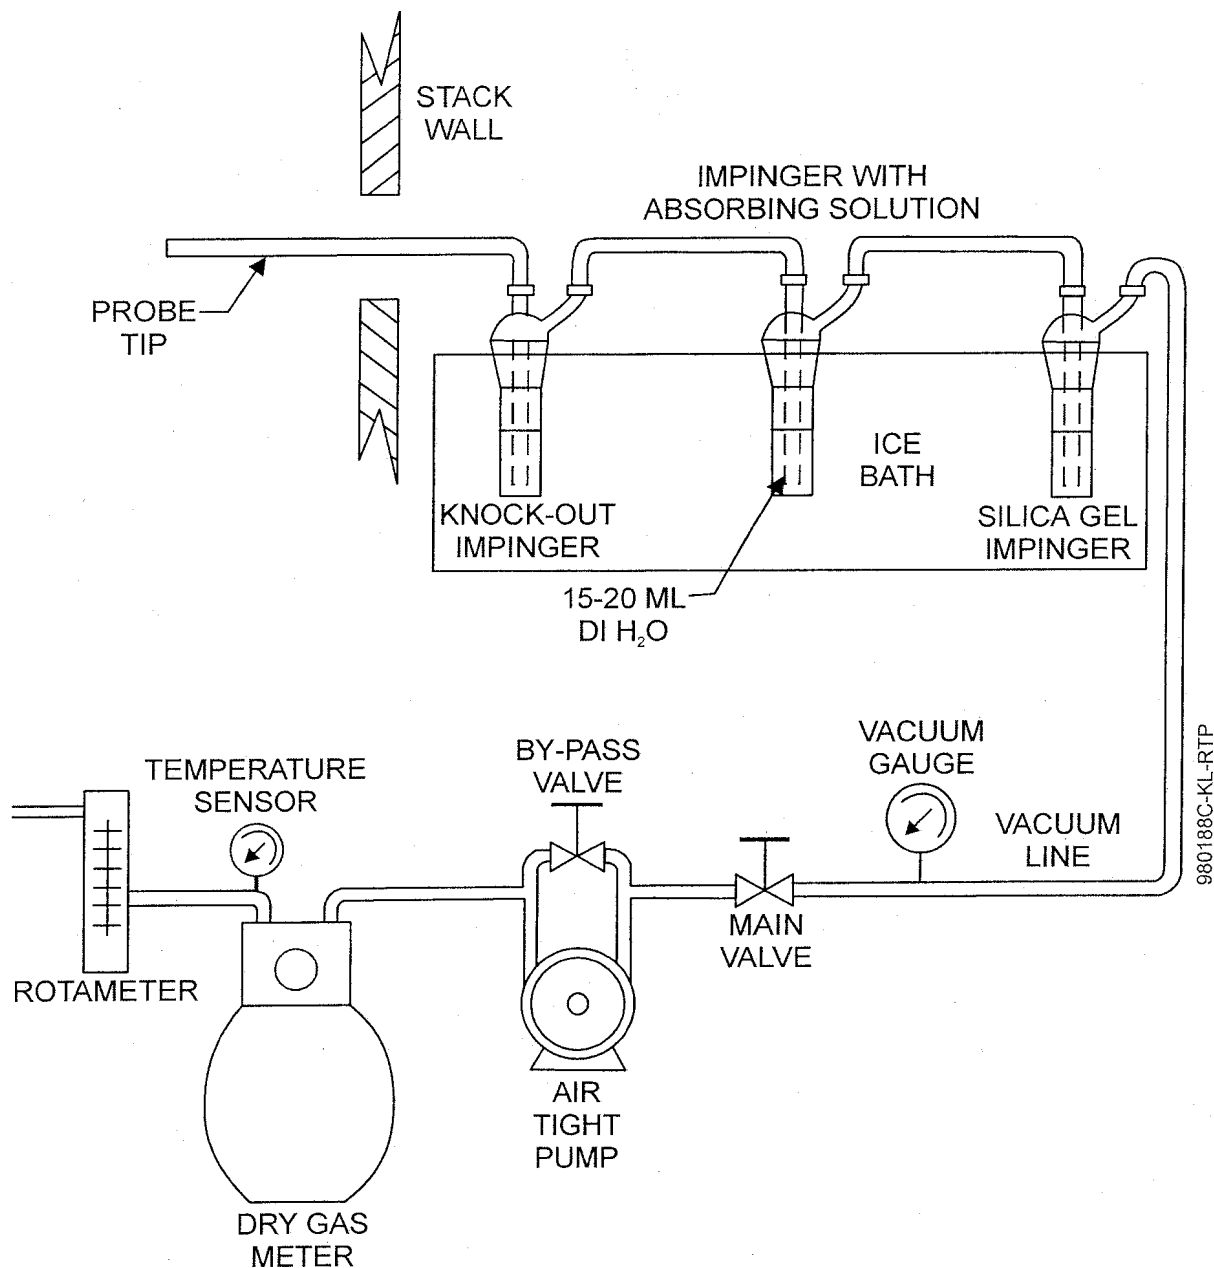 STACK
WALL
IMPINGER WITH
ABSORBING SOLUTION
PROBE
TIP
ICE
BATH
KNOCK-OUT
IMPINGER
SILICA GEL
IMPINGER
15-20 ML
DI H₂O
VACUUM
GAUGE
BY-PASS
VALVE
TEMPERATURE
SENSOR
VACUUM
LINE
980188C-KL-RTP
MAIN
VALVE
ROTAMETER
AIR
TIGHT
PUMP
DRY GAS
METER